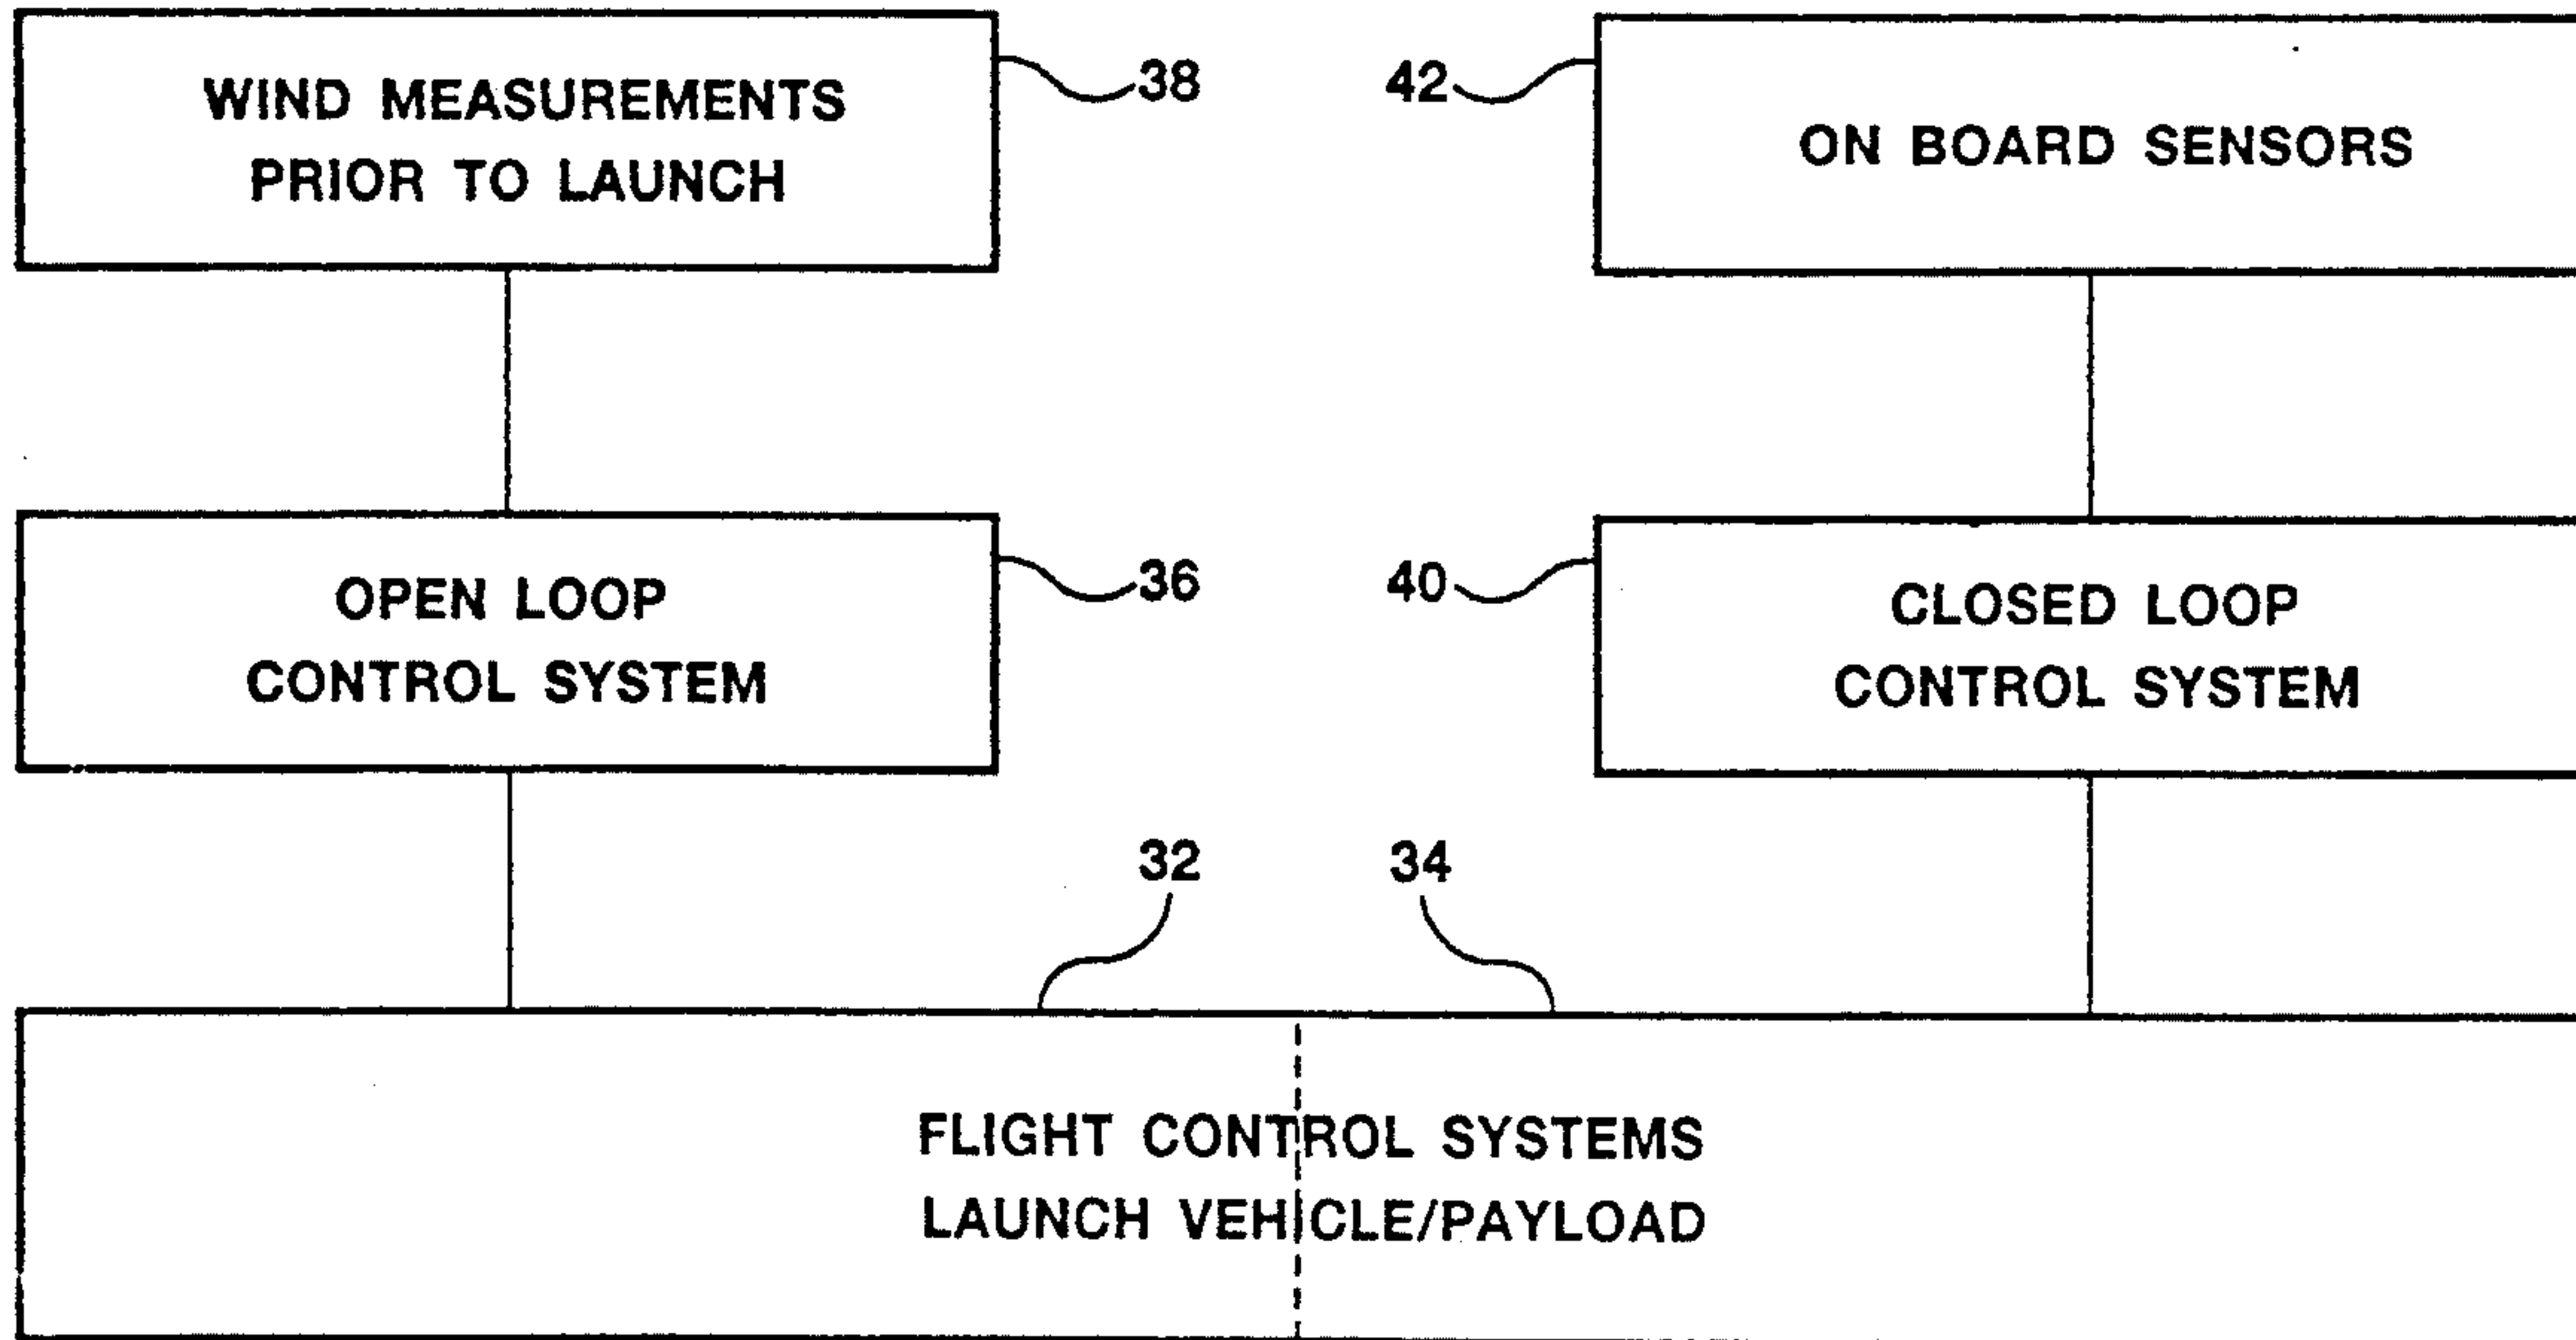 WIND MEASUREMENTS
PRIOR TO LAUNCH
38
42
ON BOARD SENSORS
OPEN LOOP
CONTROL SYSTEM
36
40
CLOSED LOOP
CONTROL SYSTEM
32
34
FLIGHT CONTROL SYSTEMS
LAUNCH VEHICLE/PAYLOAD